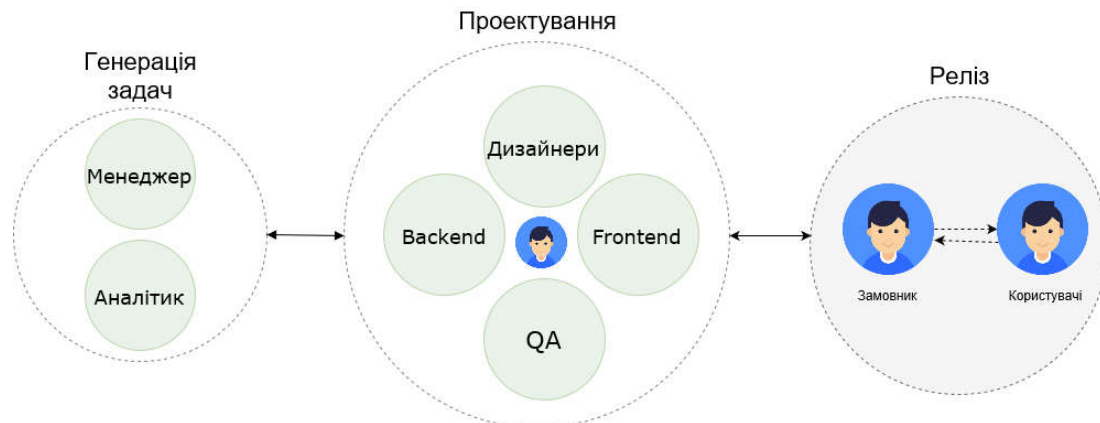 Генерація
задач
Менеджер
Аналітик
Проектування
Дизайнери
Backend
Frontend
QA
Реліз
Замовник
Користувачі